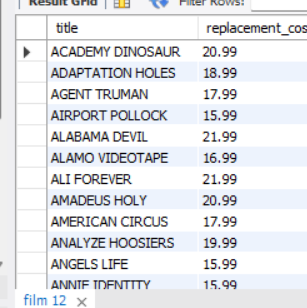 Result Grid
Filter Rows:
title replacement_cos
ACADEMY DINOSAUR 20.99
ADAPTATION HOLES 18.99
AGENT TRUMAN 17.99
AIRPORT POLLOCK 15.99
ALABAMA DEVIL 21.99
ALAMO VIDEOTAPE 16.99
ALI FOREVER 21.99
AMADEUS HOLY 20.99
AMERICAN CIRCUS 17.99
ANALYZE HOOSIERS 19.99
ANGELS LIFE 15.99
ANNIE IDENTITY 15.99
film 12